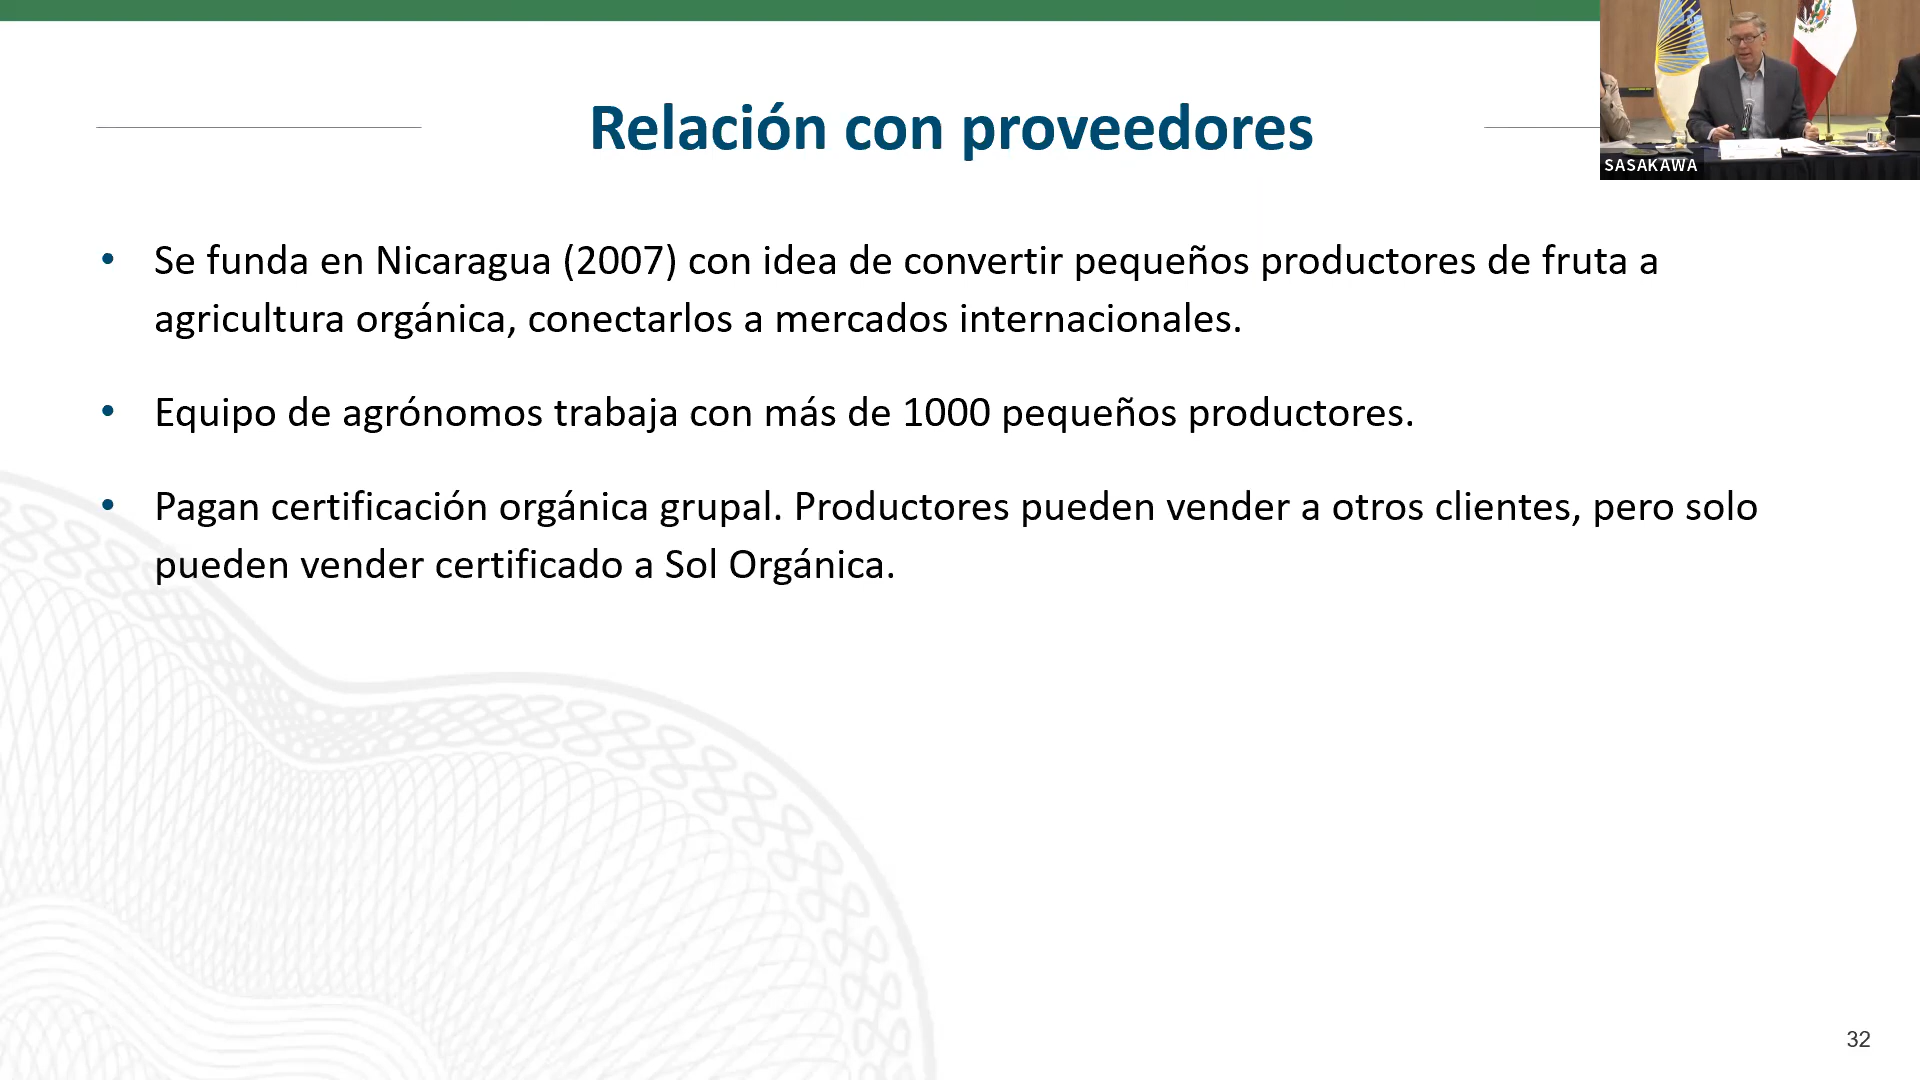 Relación con proveedores
SASAKAWA
• Se funda en Nicaragua (2007) con idea de convertir pequeños productores de fruta a
agricultura orgánica, conectarlos a mercados internacionales.
• Equipo de agrónomos trabaja con más de 1000 pequeños productores.
• Pagan certificación orgánica grupal. Productores pueden vender a otros clientes, pero solo
pueden vender certificado a Sol Orgánica.
32